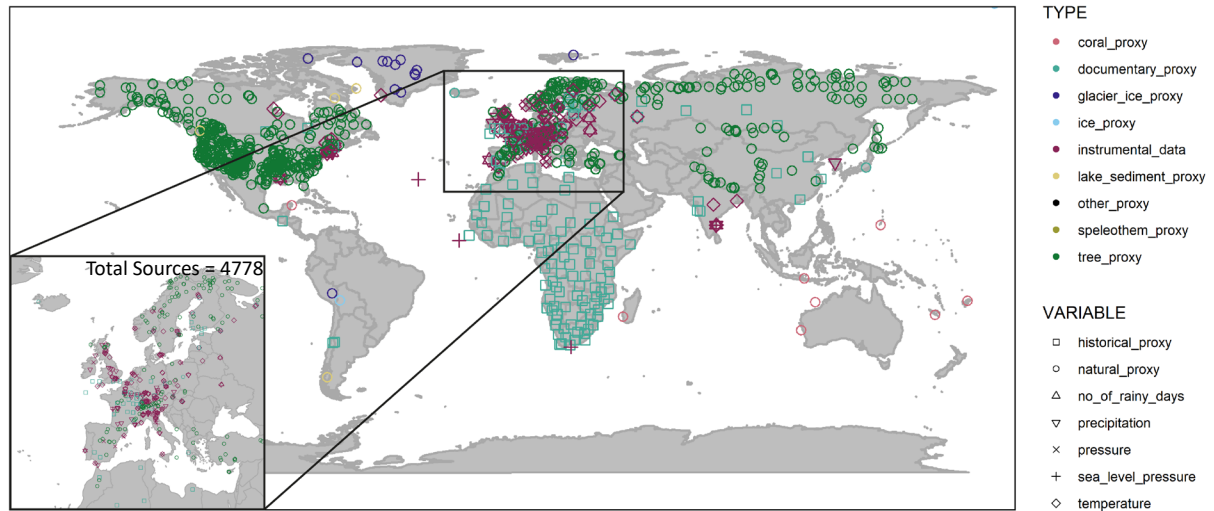 Total Sources = 4778
TYPE
coral_proxy
documentary_proxy
glacier_ice_proxy
ice_proxy
instrumental_data
lake_sediment_proxy
other_proxy
speleothem_proxy
tree_proxy
VARIABLE
historical_proxy
natural_proxy
no_of_rainy_days
precipitation
pressure
sea_level_pressure
temperature